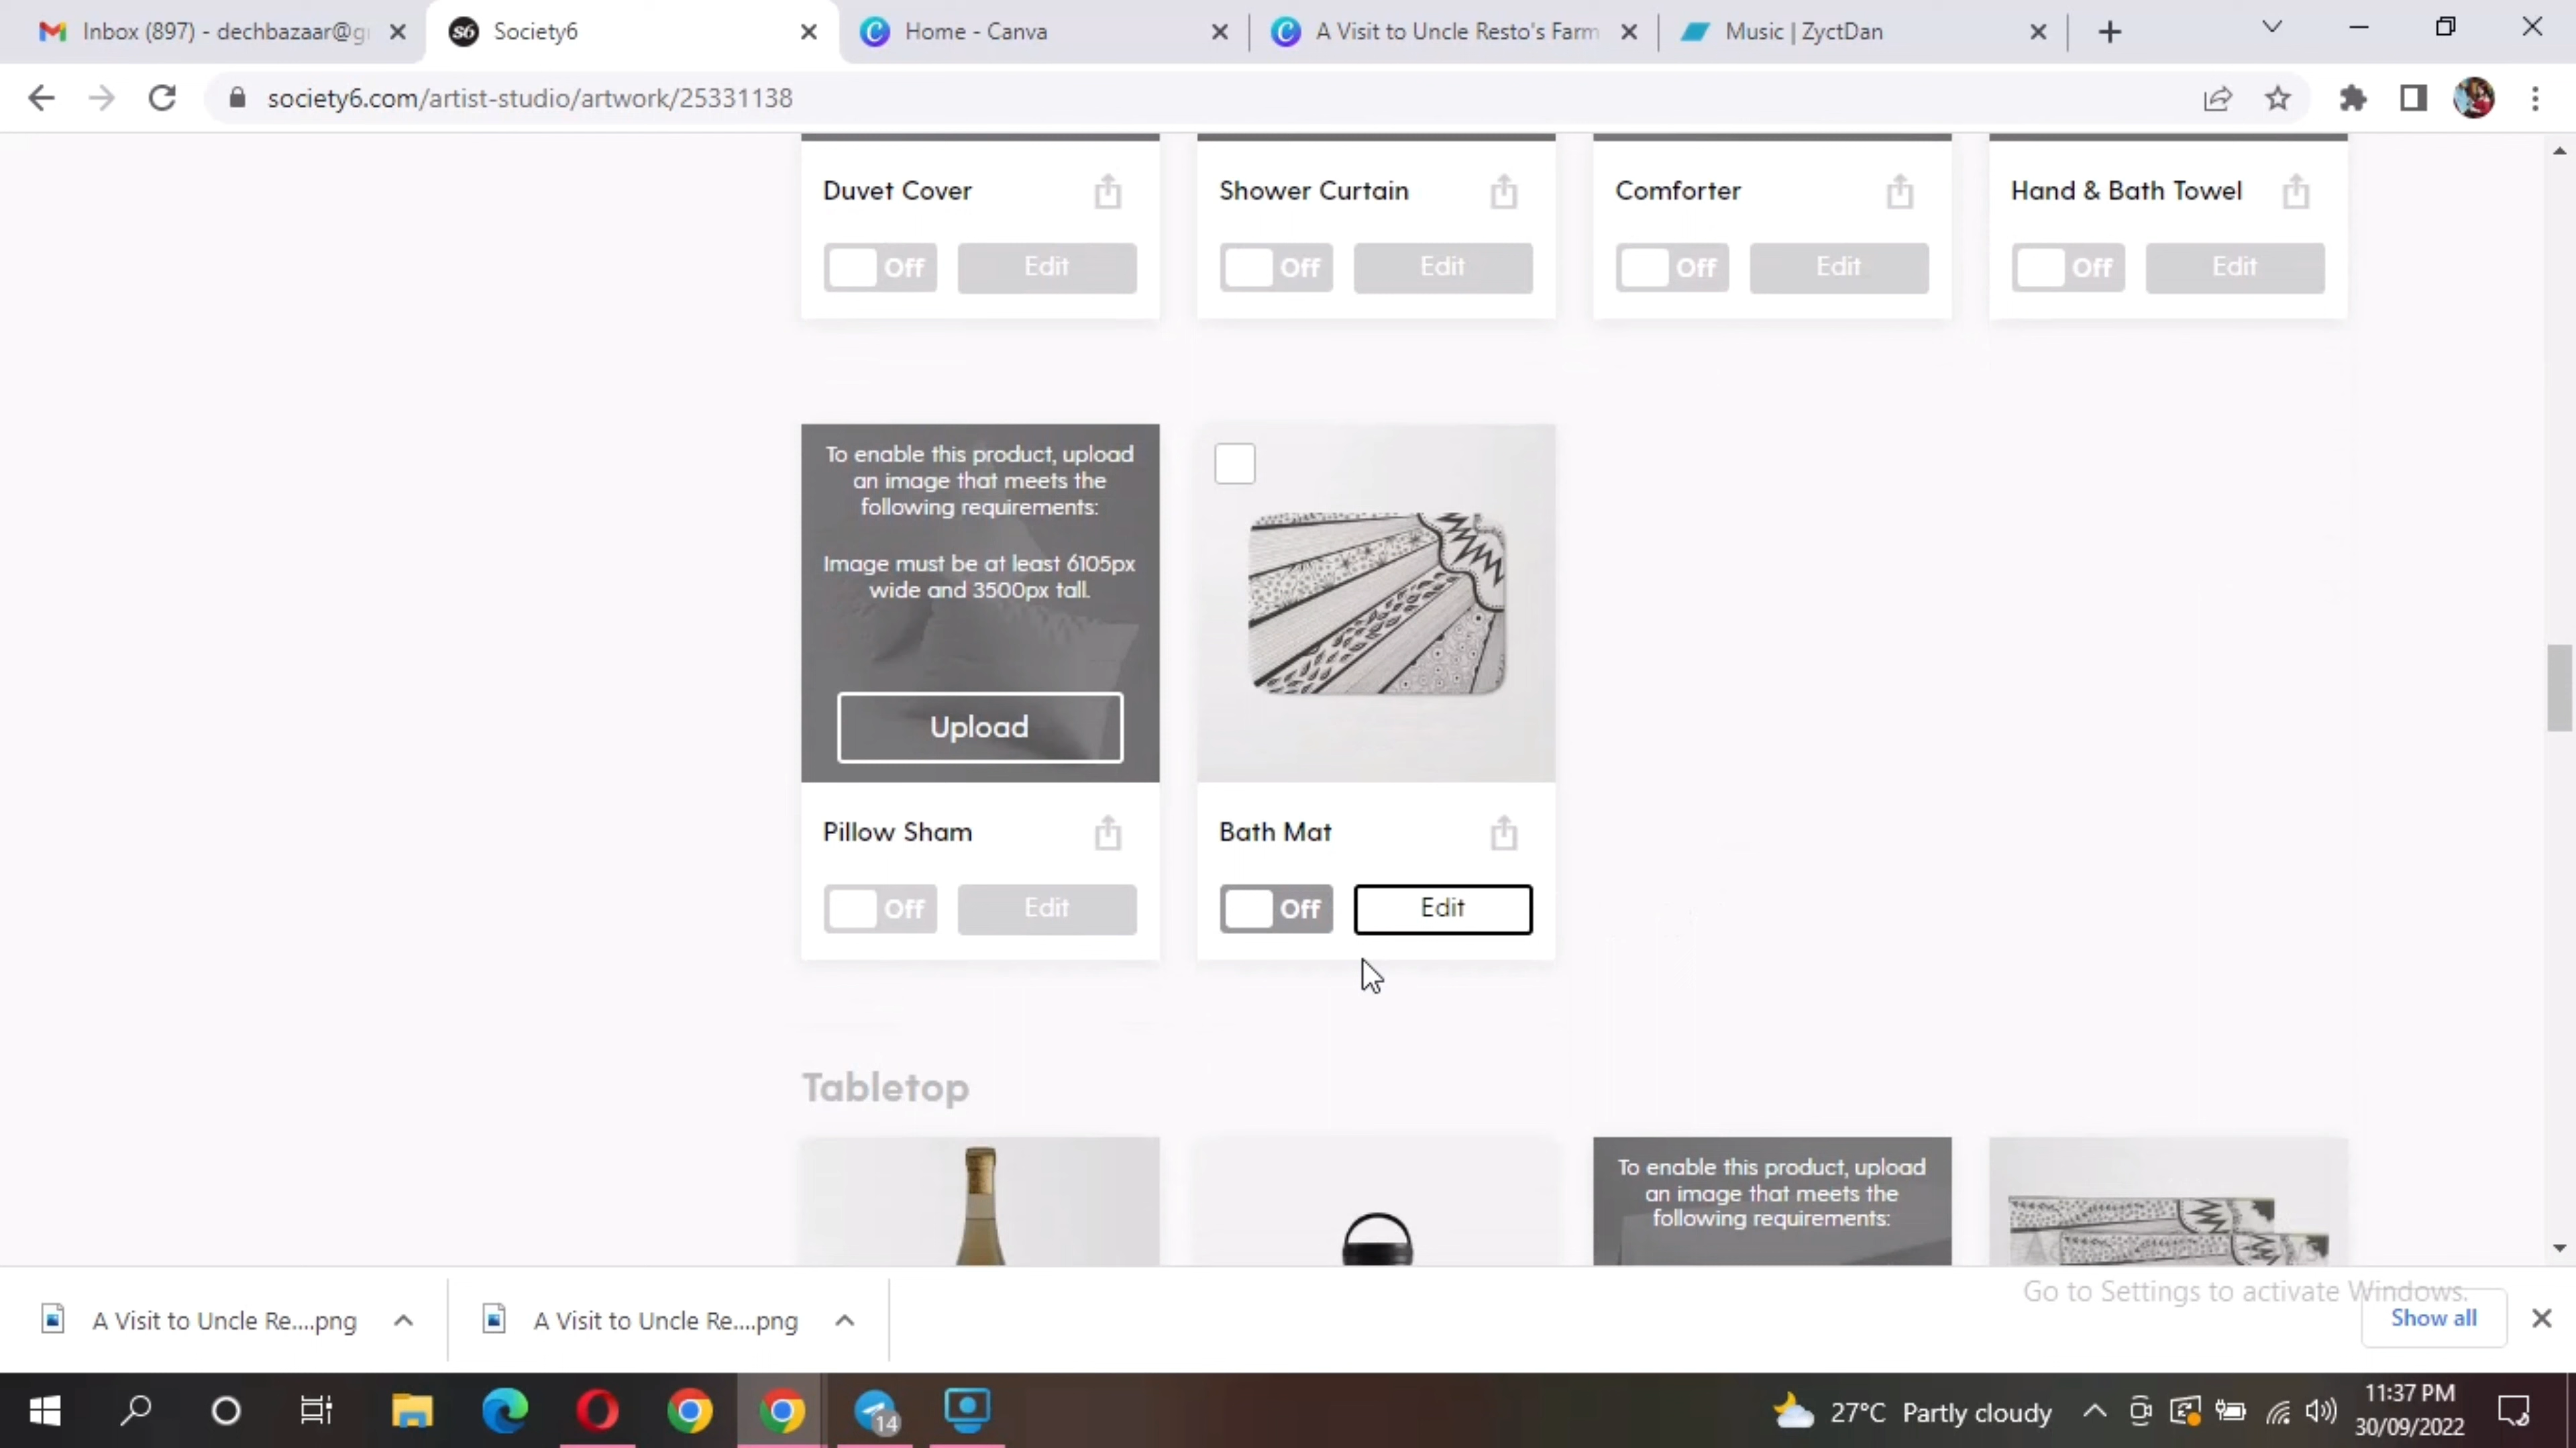 Inbox (897) - dechbazaar@g
Society6
Home - Canva
A Visit to Uncle Resto's Farm
Music | ZyctDan
society6.com/artist-studio/artwork/25331138
Duvet Cover
Shower Curtain
Comforter
Hand & Bath Towel
Off Edit
Off Edit
Off Edit
Off Edit
To enable this product, upload
an image that meets the
following requirements:
Image must be at least 6105px
wide and 3500px tall.
Upload
Pillow Sham
Bath Mat
Off Edit
Off Edit
Tabletop
To enable this product, upload
an image that meets the
following requirements:
Go to Settings to activate Windows.
A Visit to Uncle Re....png
A Visit to Uncle Re....png
Show all
14
27°C Partly cloudy
11:37 PM
30/09/2022